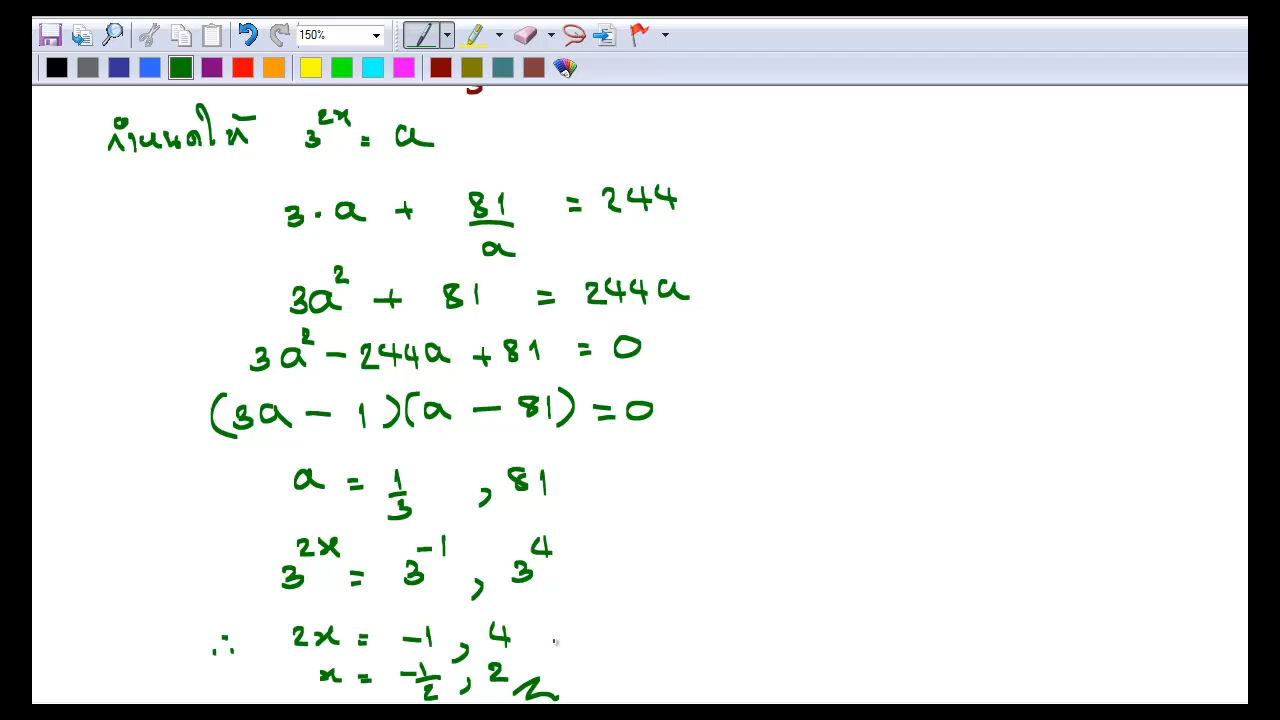 150%
3
กำหนดให้ 3^{2x} = a
3 · a + 81/a = 244
3a² + 81 = 244a
3a² - 244a + 81 = 0
(3a - 1)(a - 81) = 0
a = 1/3 , 81
3^{2x} = 3^{-1} , 3^4
∴ 2x = -1 , 4
x = -1/2 , 2